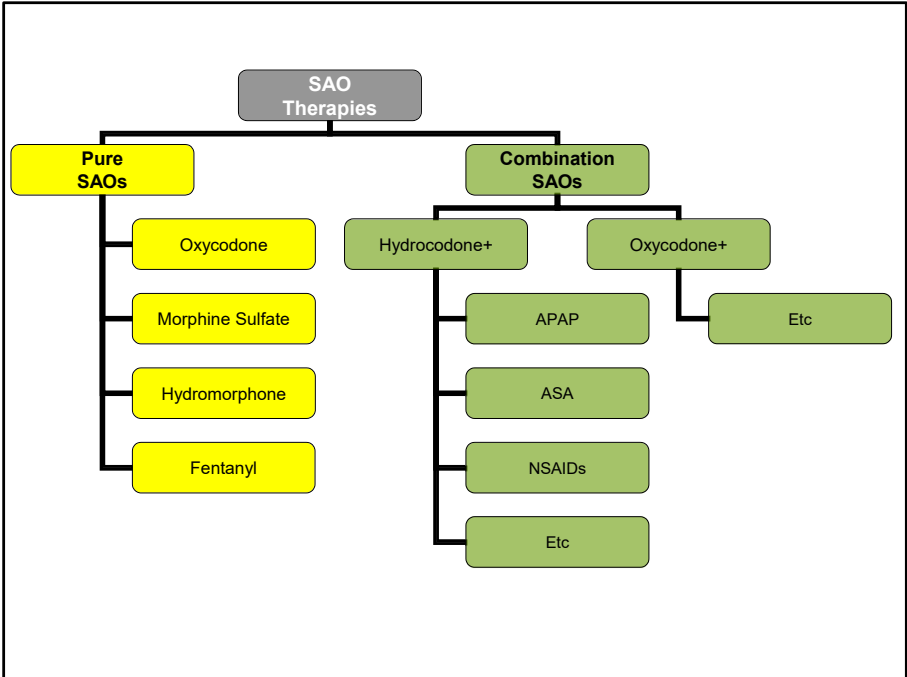 SAO
Therapies
Pure
SAOs
Combination
SAOs
Oxycodone
Hydrocodone+
Oxycodone+
Morphine Sulfate
APAP
Etc
Hydromorphone
ASA
Fentanyl
NSAIDs
Etc